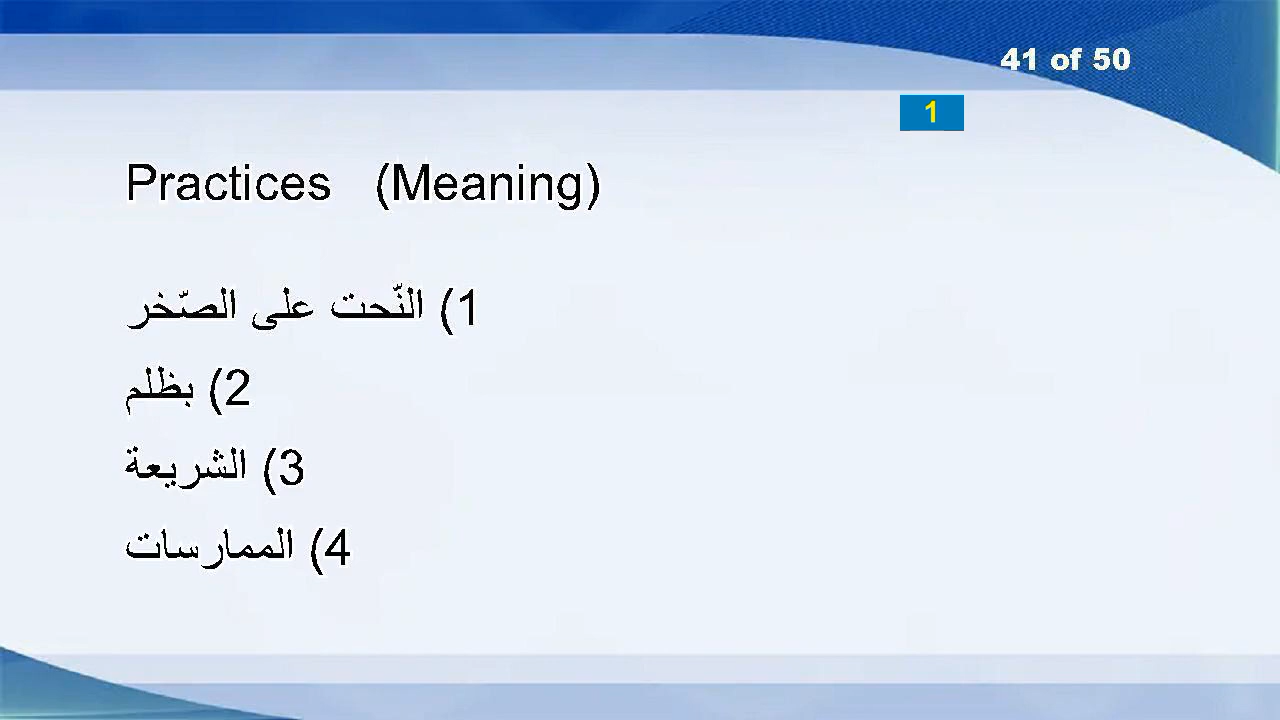 41 of 50
1
Practices (Meaning)
1) النّحت على الصّخر
2) بظلم
3) الشريعة
4) الممارسات